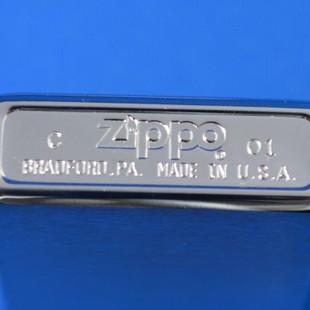 C Zippo ® 01
BRADFORD, PA. MADE IN U.S.A.